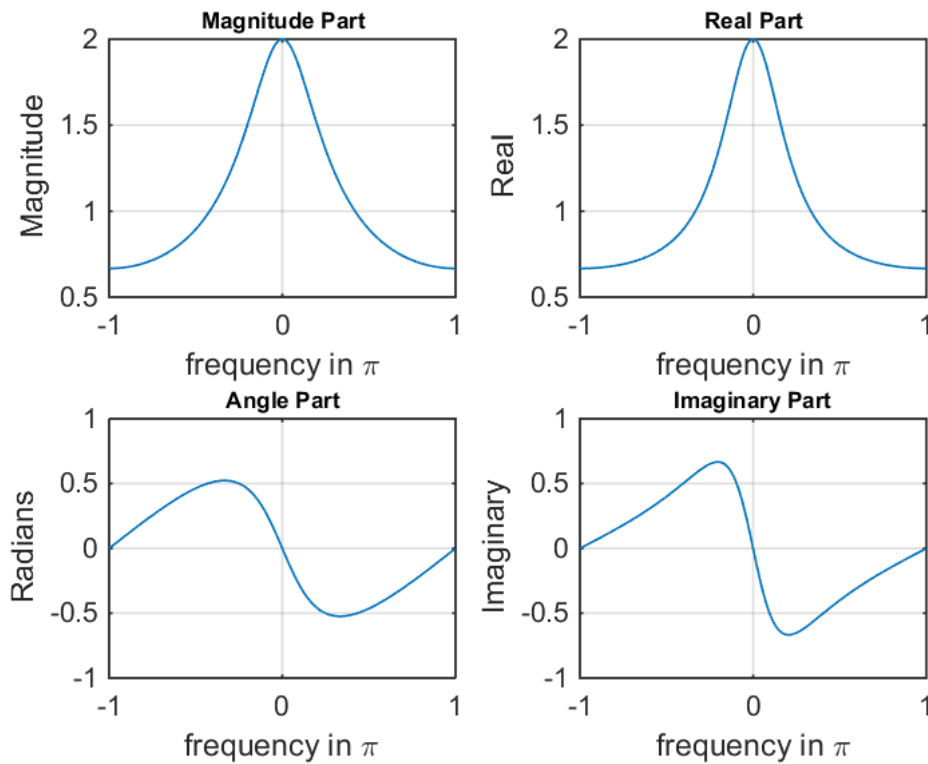 Magnitude Part
2
1.5
1
0.5
Magnitude
-1 0 1
frequency in π
Real Part
2
1.5
1
0.5
Real
-1 0 1
frequency in π
Angle Part
1
0.5
0
-0.5
-1
Radians
-1 0 1
frequency in π
Imaginary Part
1
0.5
0
-0.5
-1
Imaginary
-1 0 1
frequency in π